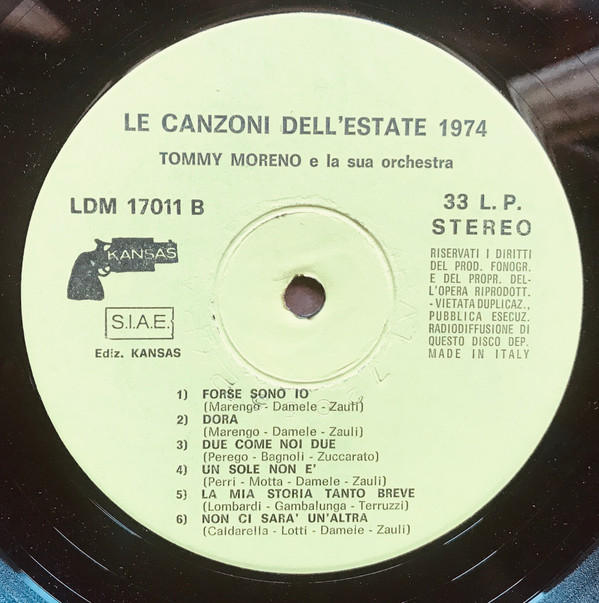 LE CANZONI DELL'ESTATE 1974
TOMMY MORENO e la sua orchestra
LDM 17011 B
33 L. P.
STEREO
KANSAS
S.I.A.E.
Ediz. KANSAS
RISERVATI I DIRITTI
DEL PROD. FONOGR.
E DEL PROPR. DEL-
L'OPERA RIPRODOTT.
- VIETATA DUPLICAZ.,
PUBBLICA ESECUZ.
RADIODIFFUSIONE DI
QUESTO DISCO DEP.
MADE IN ITALY
1) FORSE SONO IO
(Marengo - Damele - Zauli)
2) DORA
(Marengo - Damele - Zauli)
3) DUE COME NOI DUE
(Perego - Bagnoli - Zuccarato)
4) UN SOLE NON E'
(Perri - Motta - Damele - Zauli)
5) LA MIA STORIA TANTO BREVE
(Lombardi - Gambalunga - Terruzzi)
6) NON CI SARA' UN'ALTRA
(Caldarella - Lotti - Damele - Zauli)